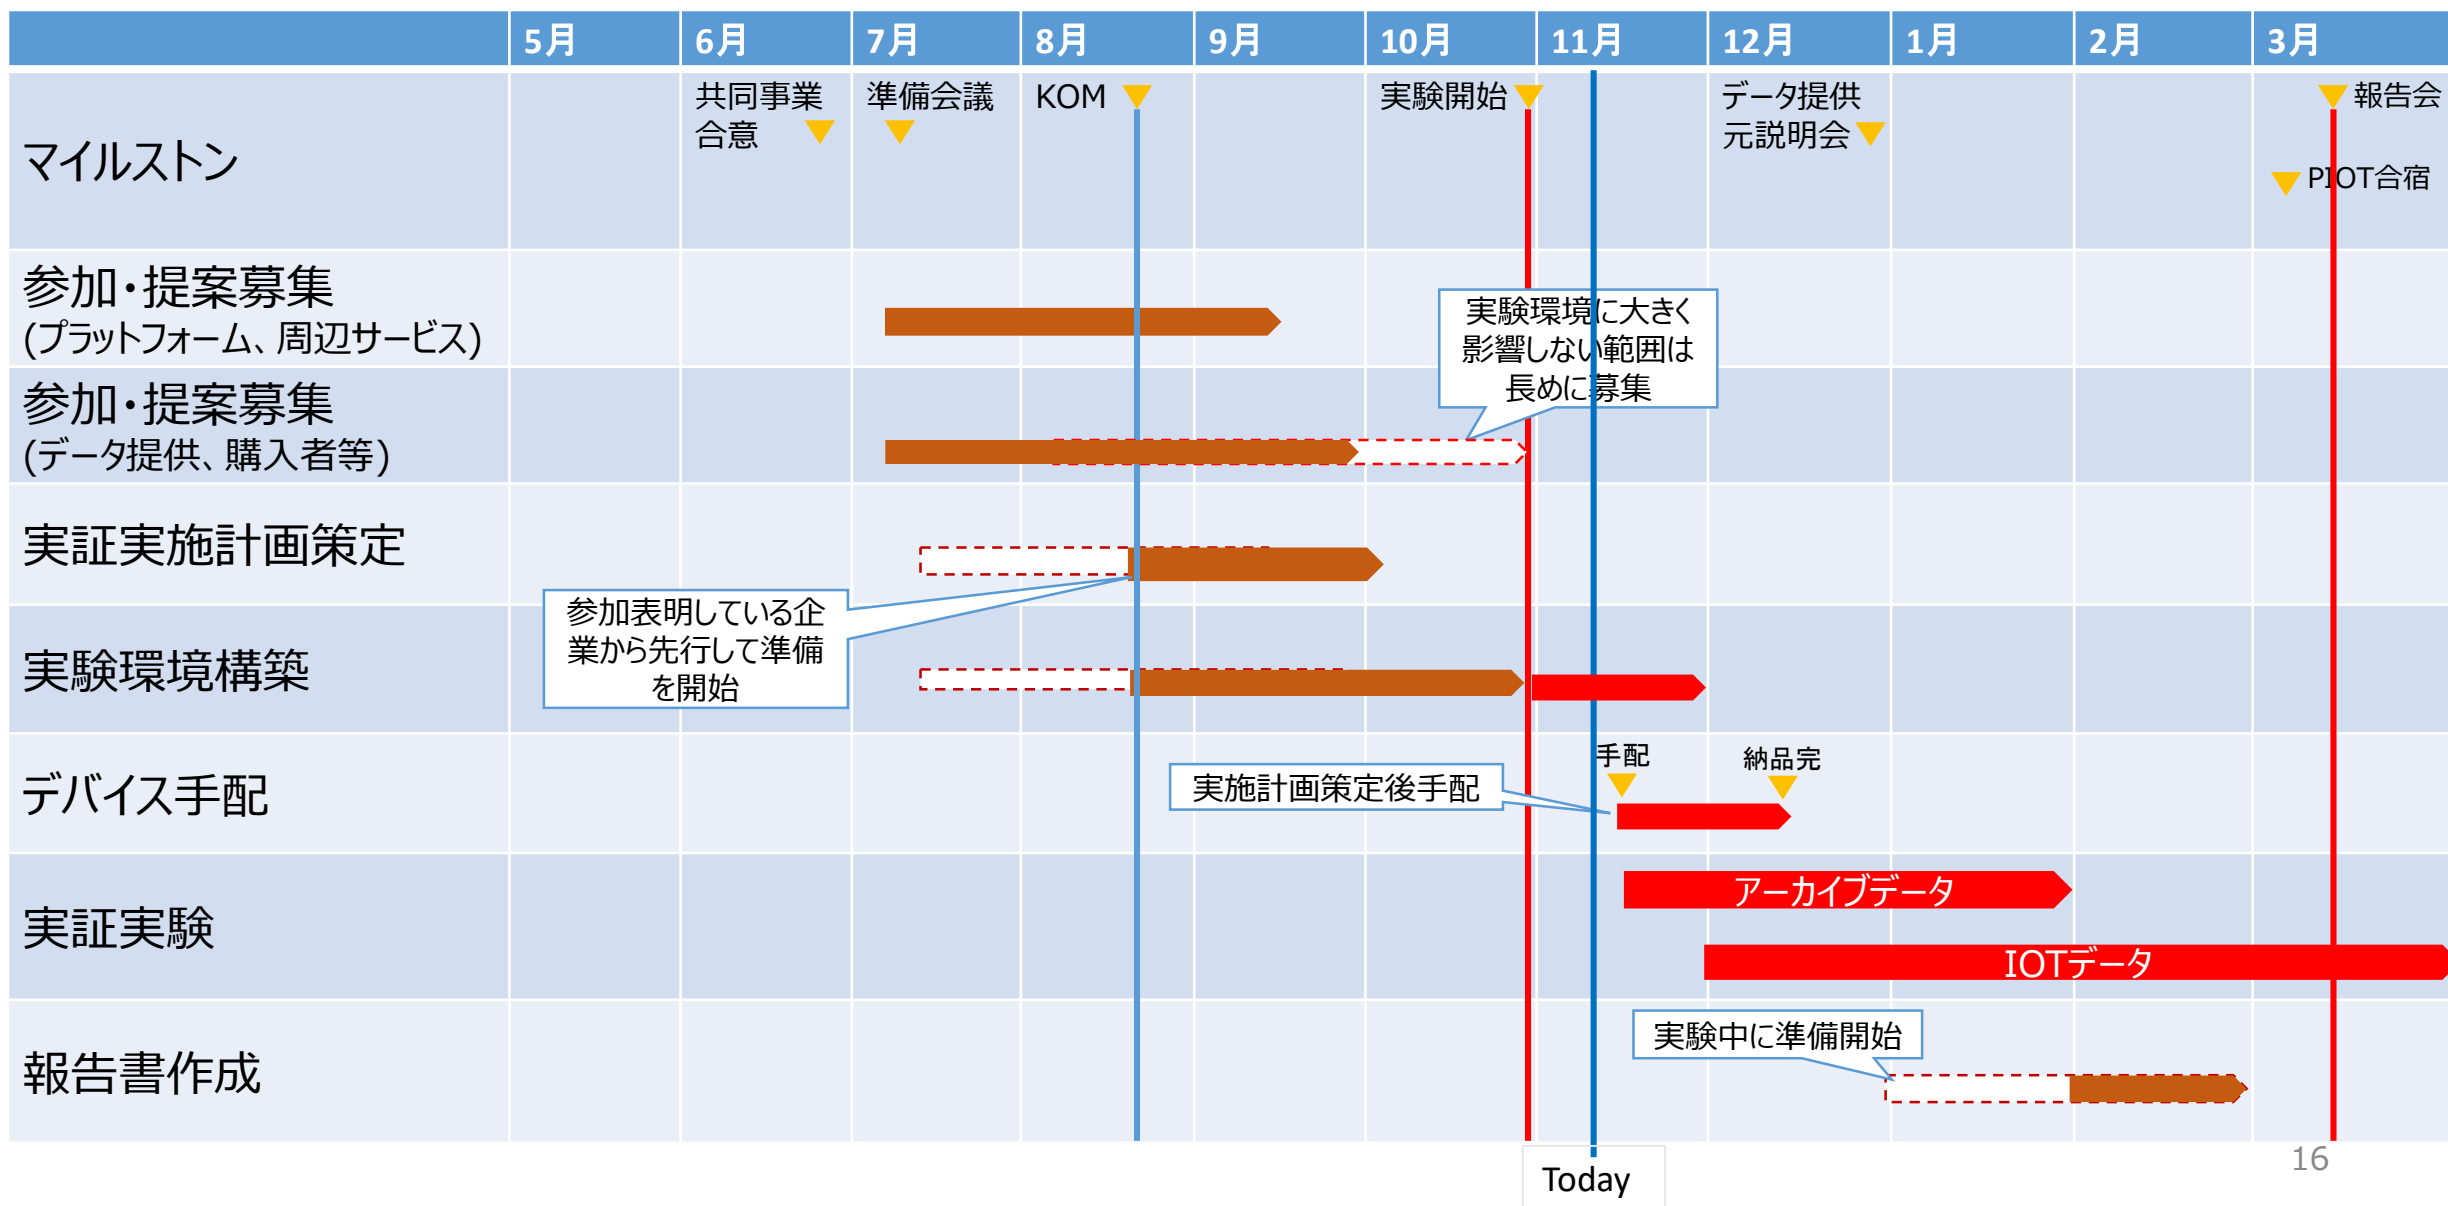 5月 6月 7月 8月 9月 10月 11月 12月 1月 2月 3月
マイルストン
共同事業
合意
準備会議
KOM
実験開始
データ提供
元説明会
報告会
PIOT合宿
参加・提案募集
(プラットフォーム、周辺サービス)
実験環境に大きく
影響しない範囲は
長めに募集
参加・提案募集
(データ提供、購入者等)
実証実施計画策定
参加表明している企
業から先行して準備
を開始
実験環境構築
デバイス手配
実施計画策定後手配
手配
納品完
実証実験
アーカイブデータ
IOTデータ
報告書作成
実験中に準備開始
Today
16